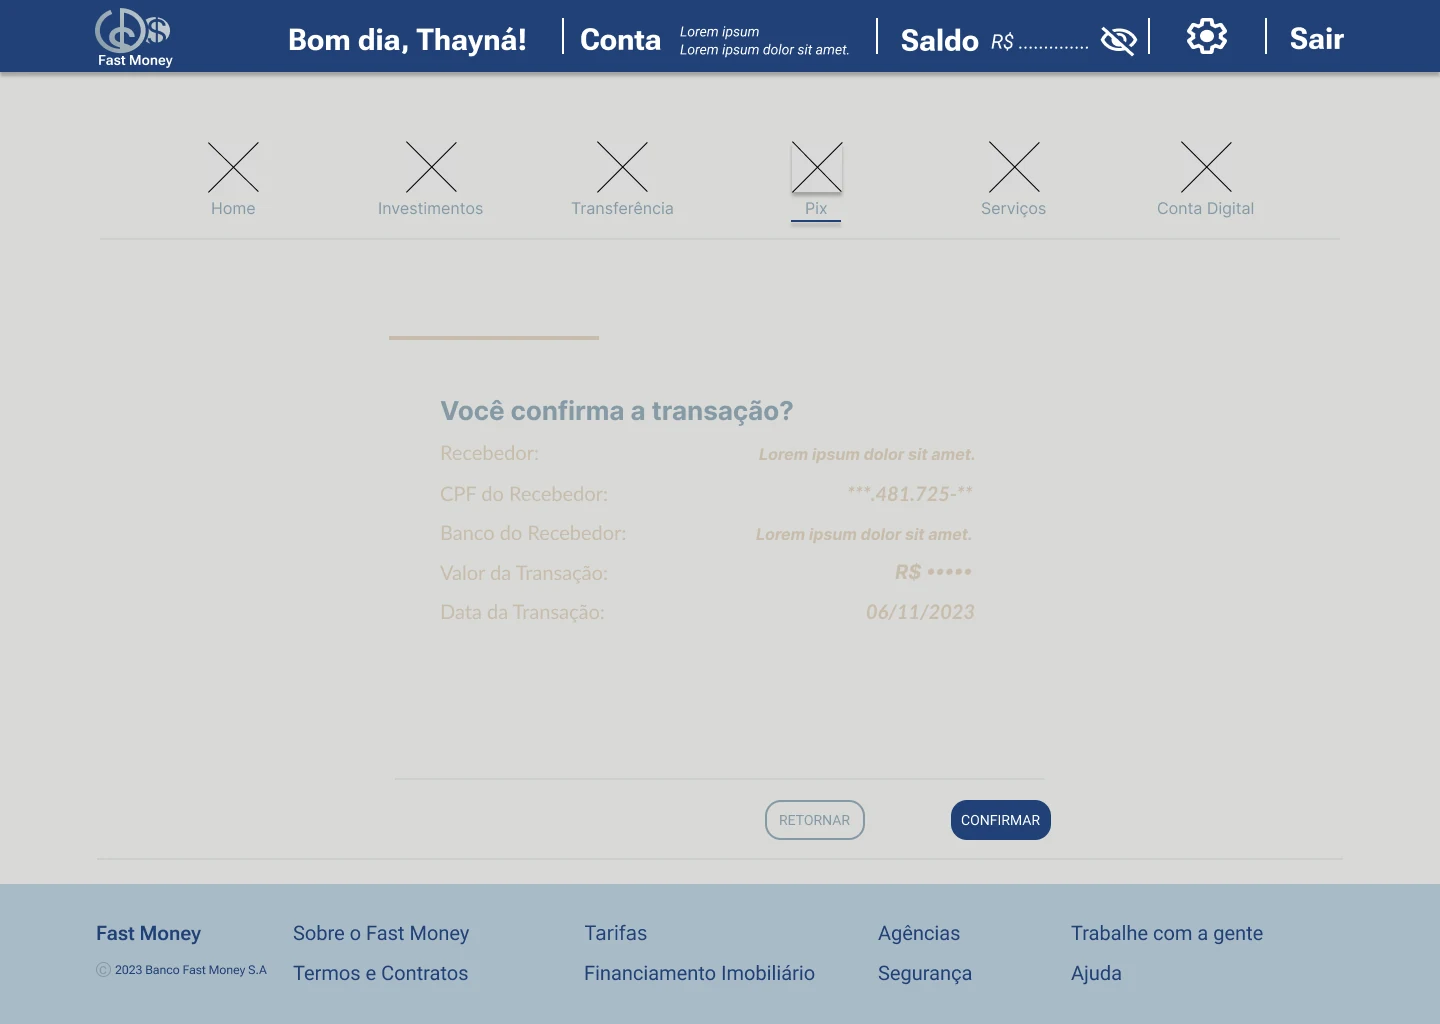 Fast Money
Bom dia, Thayná!
Conta
Lorem ipsum
Lorem ipsum dolor sit amet.
Saldo R$ ..............
Sair
Home
Investimentos
Transferência
Pix
Serviços
Conta Digital
Você confirma a transação?
Recebedor: Lorem ipsum dolor sit amet.
CPF do Recebedor: ***.481.725-**
Banco do Recebedor: Lorem ipsum dolor sit amet.
Valor da Transação: R$ •••••
Data da Transação: 06/11/2023
RETORNAR
CONFIRMAR
Fast Money
© 2023 Banco Fast Money S.A
Sobre o Fast Money
Termos e Contratos
Tarifas
Financiamento Imobiliário
Agências
Segurança
Trabalhe com a gente
Ajuda